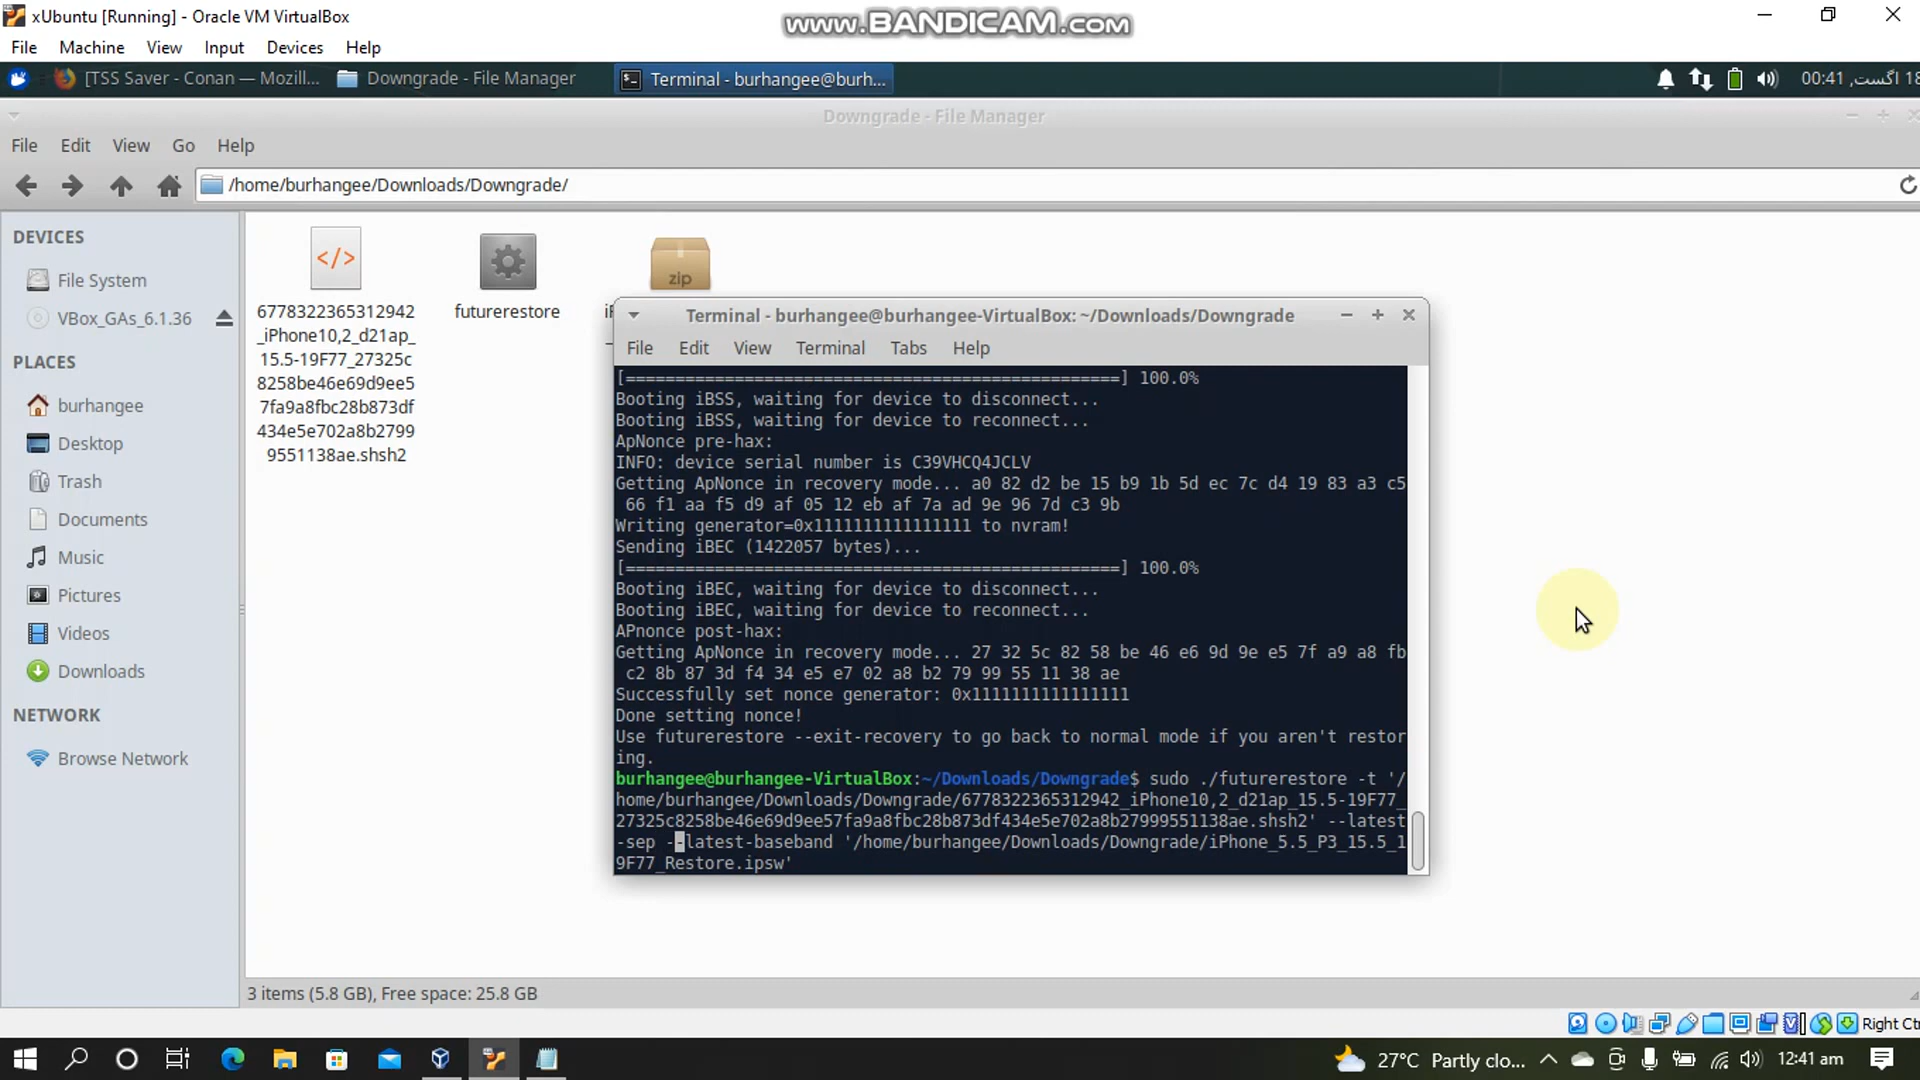 xUbuntu [Running] - Oracle VM VirtualBox
www.BANDICAM.com
File Machine View Input Devices Help
[TSS Saver - Conan — Mozill...
Downgrade - File Manager
Terminal - burhangee@burh...
00:41 ,اگست 18
Downgrade - File Manager
File Edit View Go Help
/home/burhangee/Downloads/Downgrade/
DEVICES
File System
VBox_GAs_6.1.36
PLACES
burhangee
Desktop
Trash
Documents
Music
Pictures
Videos
Downloads
NETWORK
Browse Network
</>
6778322365312942
_iPhone10,2_d21ap_
15.5-19F77_27325c
8258be46e69d9ee5
7fa9a8fbc28b873df
434e5e702a8b2799
9551138ae.shsh2
futurerestore
zip
Terminal - burhangee@burhangee-VirtualBox: ~/Downloads/Downgrade
File Edit View Terminal Tabs Help
[==================================================] 100.0%
Booting iBSS, waiting for device to disconnect...
Booting iBSS, waiting for device to reconnect...
ApNonce pre-hax:
INFO: device serial number is C39VHCQ4JCLV
Getting ApNonce in recovery mode... a0 82 d2 be 15 b9 1b 5d ec 7c d4 19 83 a3 c5
66 f1 aa f5 d9 af 05 12 eb af 7a ad 9e 96 7d c3 9b
Writing generator=0x1111111111111111 to nvram!
Sending iBEC (1422057 bytes)...
[==================================================] 100.0%
Booting iBEC, waiting for device to disconnect...
Booting iBEC, waiting for device to reconnect...
APnonce post-hax:
Getting ApNonce in recovery mode... 27 32 5c 82 58 be 46 e6 9d 9e e5 7f a9 a8 fb
c2 8b 87 3d f4 34 e5 e7 02 a8 b2 79 99 55 11 38 ae
Successfully set nonce generator: 0x1111111111111111
Done setting nonce!
Use futurerestore --exit-recovery to go back to normal mode if you aren't restor
ing.
burhangee@burhangee-VirtualBox:~/Downloads/Downgrade$ sudo ./futurerestore -t '/
home/burhangee/Downloads/Downgrade/6778322365312942_iPhone10,2_d21ap_15.5-19F77_
27325c8258be46e69d9ee57fa9a8fbc28b873df434e5e702a8b27999551138ae.shsh2' --latest
-sep --latest-baseband '/home/burhangee/Downloads/Downgrade/iPhone_5.5_P3_15.5_1
9F77_Restore.ipsw'
3 items (5.8 GB), Free space: 25.8 GB
Right Ctr
27°C Partly clo...
12:41 am